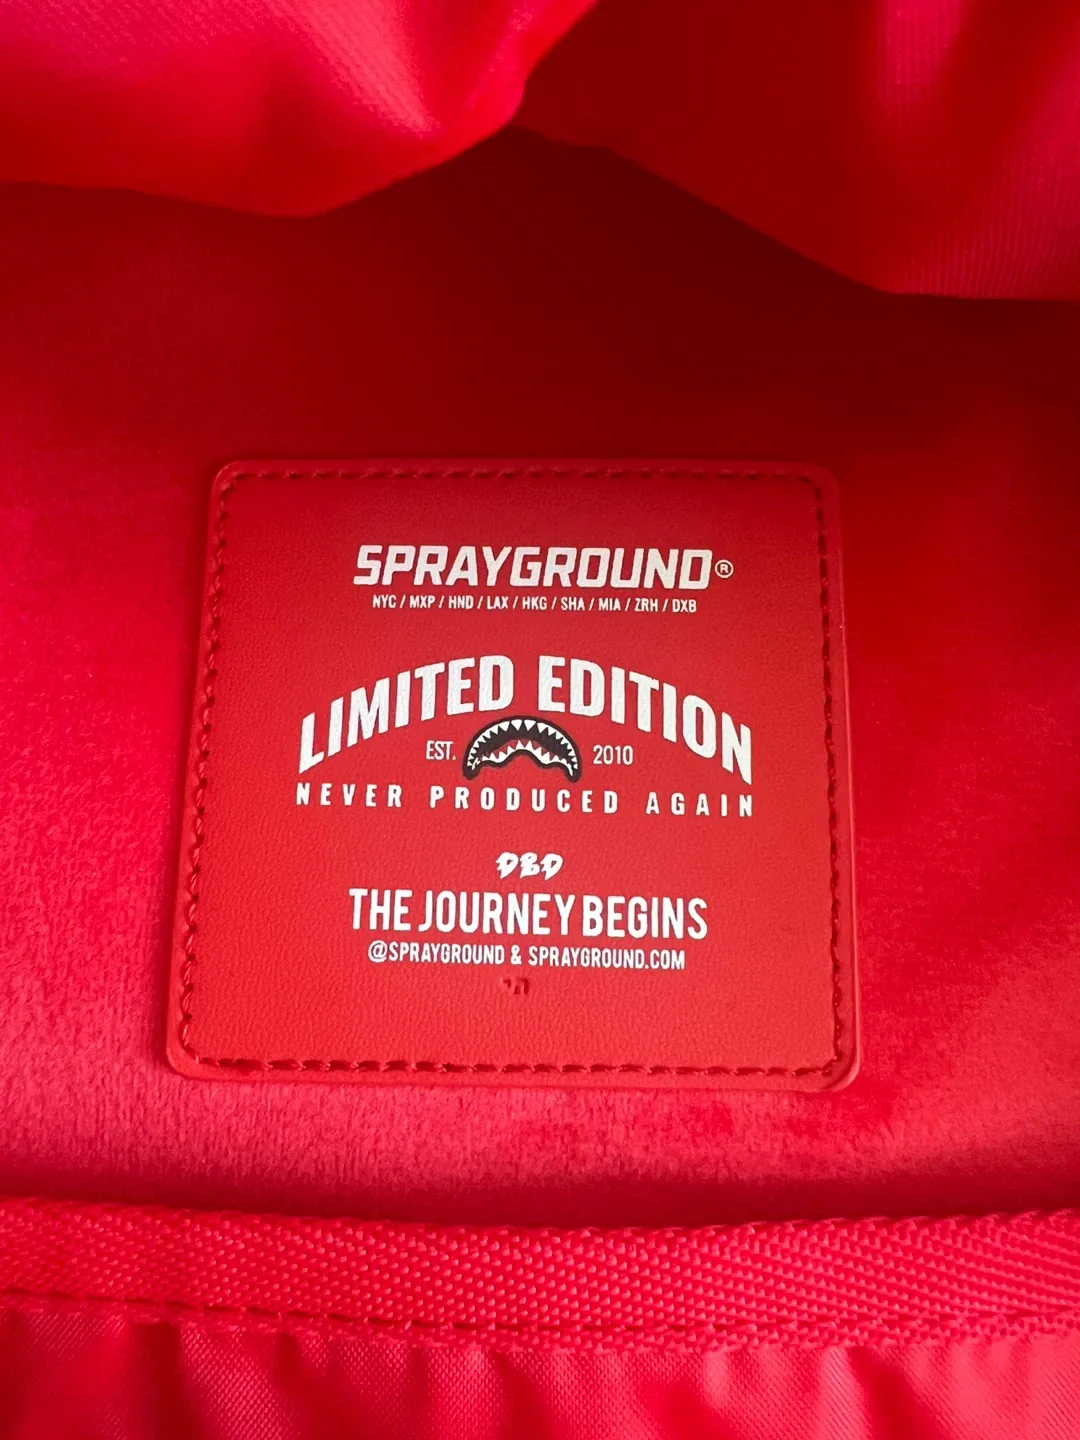 SPRAYGROUND®
NYC / MXP / HND / LAX / HKG / SHA / MIA / ZRH / DXB
LIMITED EDITION
EST. 2010
NEVER PRODUCED AGAIN
DBD
THE JOURNEY BEGINS
@SPRAYGROUND & SPRAYGROUND.COM